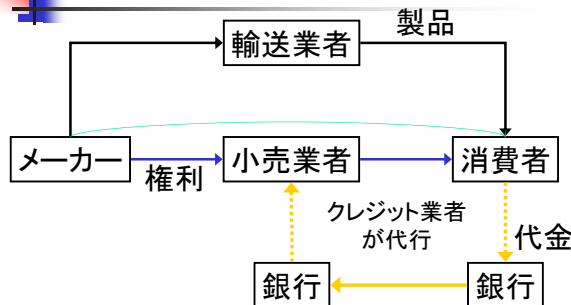 製品
輸送業者
メーカー
権利
小売業者
消費者
クレジット業者
が代行
代金
銀行
銀行